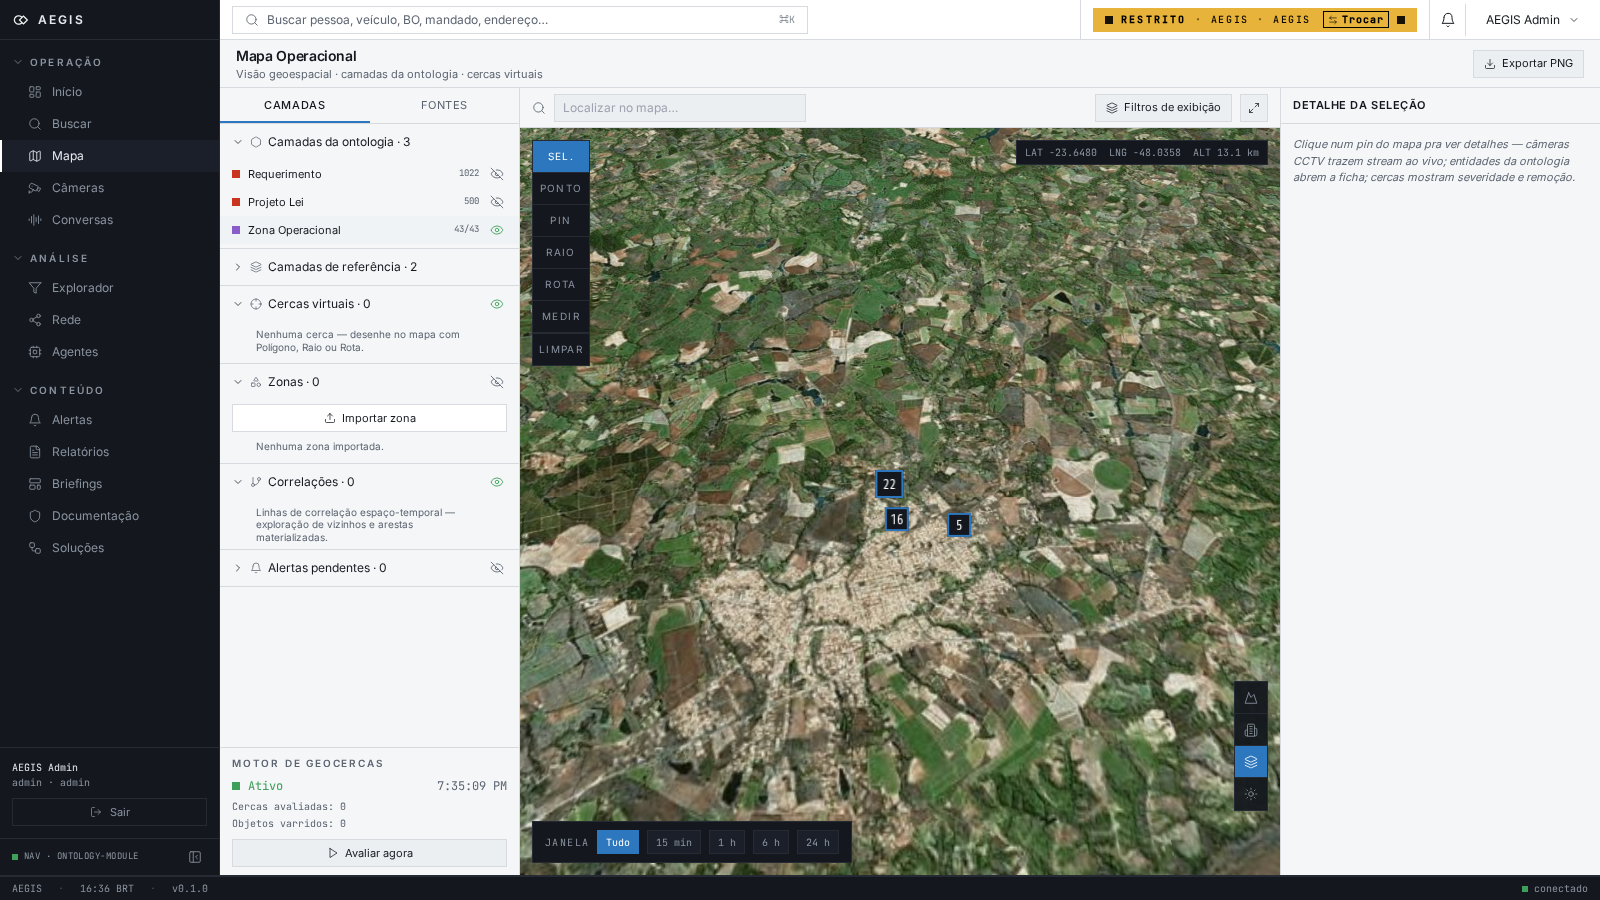 AEGIS
Buscar pessoa, veículo, BO, mandado, endereço...
⌘K
RESTRITO · AEGIS · AEGIS
Trocar
AEGIS Admin
OPERAÇÃO
Início
Buscar
Mapa
Câmeras
Conversas
ANÁLISE
Explorador
Rede
Agentes
CONTEÚDO
Alertas
Relatórios
Briefings
Documentação
Soluções
AEGIS Admin
admin · admin
Sair
NAV · ONTOLOGY-MODULE
Mapa Operacional
Visão geoespacial · camadas da ontologia · cercas virtuais
Exportar PNG
CAMADAS
FONTES
Camadas da ontologia · 3
Requerimento 1022
Projeto Lei 500
Zona Operacional 43/43
Camadas de referência · 2
Cercas virtuais · 0
Nenhuma cerca — desenhe no mapa com
Polígono, Raio ou Rota.
Zonas · 0
Importar zona
Nenhuma zona importada.
Correlações · 0
Linhas de correlação espaço-temporal —
exploração de vizinhos e arestas
materializadas.
Alertas pendentes · 0
MOTOR DE GEOCERCAS
Ativo 7:35:09 PM
Cercas avaliadas: 0
Objetos varridos: 0
Avaliar agora
Localizar no mapa...
Filtros de exibição
SEL.
PONTO
PIN
RAIO
ROTA
MEDIR
LIMPAR
LAT -23.6480 LNG -48.0358 ALT 13.1 km
22
16
5
JANELA Tudo 15 min 1 h 6 h 24 h
DETALHE DA SELEÇÃO
Clique num pin do mapa pra ver detalhes — câmeras
CCTV trazem stream ao vivo; entidades da ontologia
abrem a ficha; cercas mostram severidade e remoção.
AEGIS · 16:36 BRT · v0.1.0
conectado